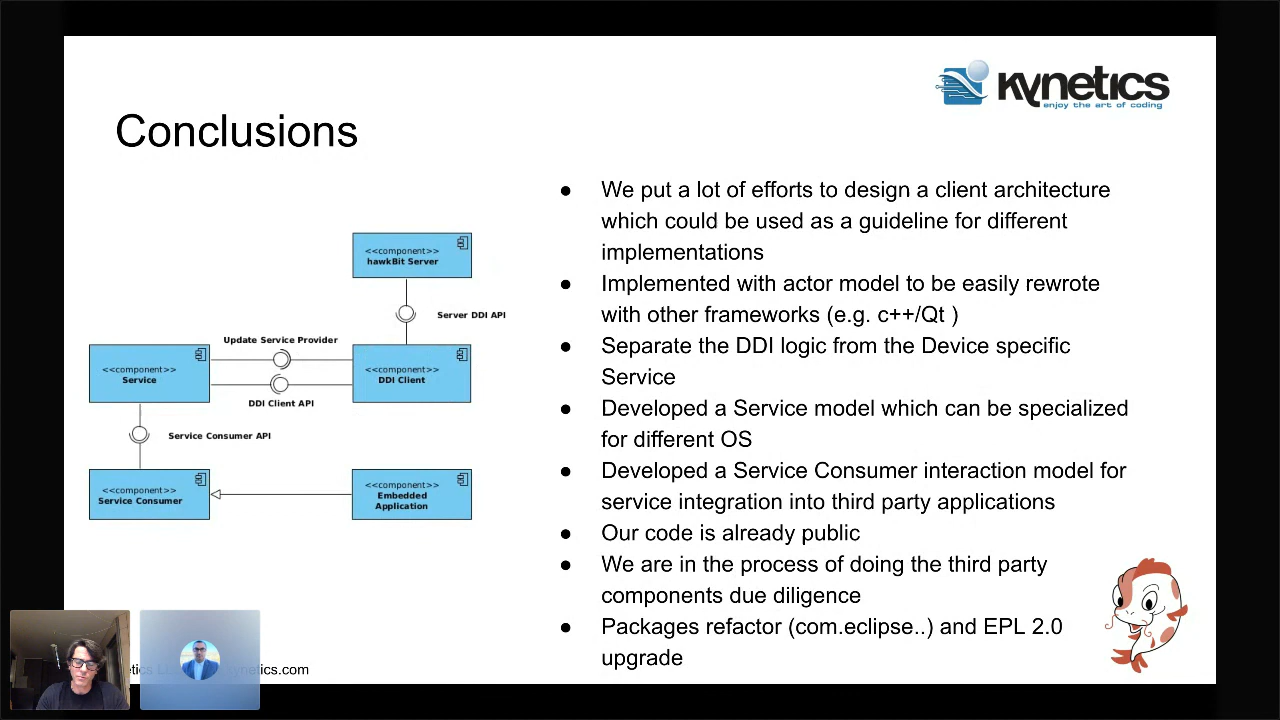 Kynetics
enjoy the art of coding
Conclusions
<<component>>
hawkBit Server
Server DDI API
Update Service Provider
<<component>>
Service
<<component>>
DDI Client
DDI Client API
Service Consumer API
<<component>>
Service Consumer
<<component>>
Embedded
Application
● We put a lot of efforts to design a client architecture
which could be used as a guideline for different
implementations
● Implemented with actor model to be easily rewrote
with other frameworks (e.g. c++/Qt )
● Separate the DDI logic from the Device specific
Service
● Developed a Service model which can be specialized
for different OS
● Developed a Service Consumer interaction model for
service integration into third party applications
● Our code is already public
● We are in the process of doing the third party
components due diligence
● Packages refactor (com.eclipse..) and EPL 2.0
upgrade
kynetics.com